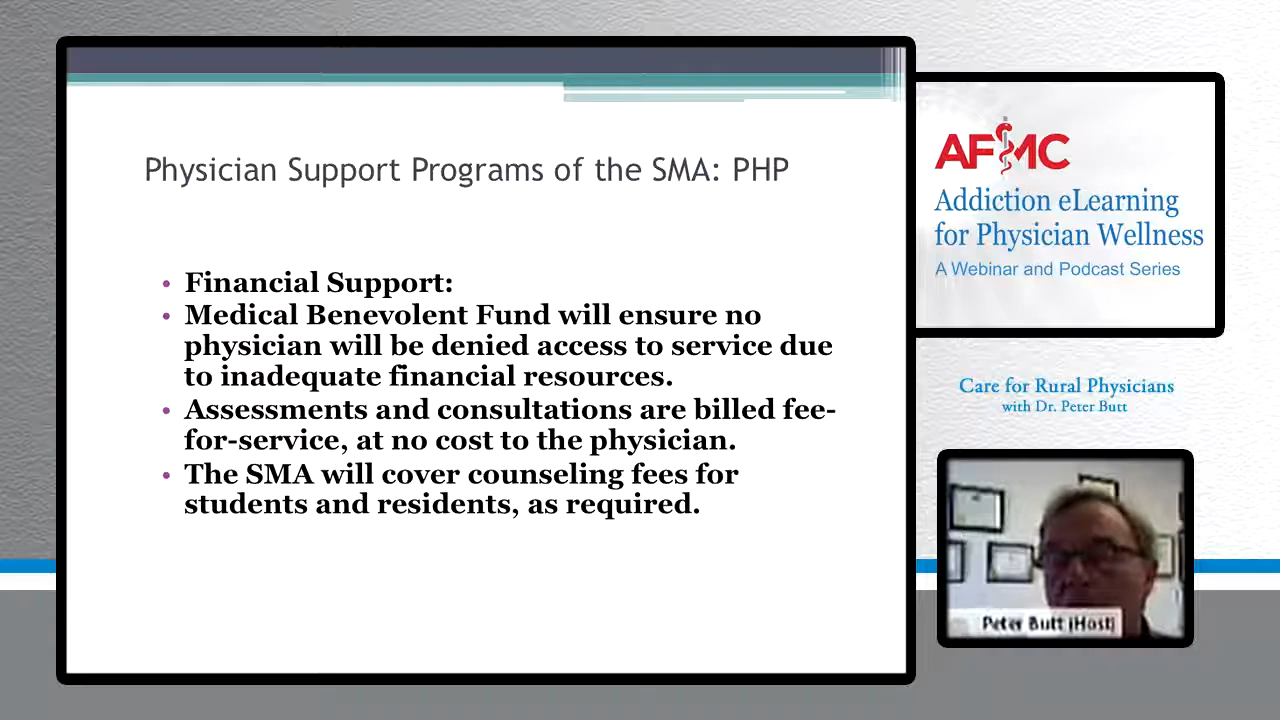 Physician Support Programs of the SMA: PHP
• Financial Support:
• Medical Benevolent Fund will ensure no
physician will be denied access to service due
to inadequate financial resources.
• Assessments and consultations are billed fee-
for-service, at no cost to the physician.
• The SMA will cover counseling fees for
students and residents, as required.
AFMC
Addiction eLearning
for Physician Wellness
A Webinar and Podcast Series
Care for Rural Physicians
with Dr. Peter Butt
Peter Butt (Host)